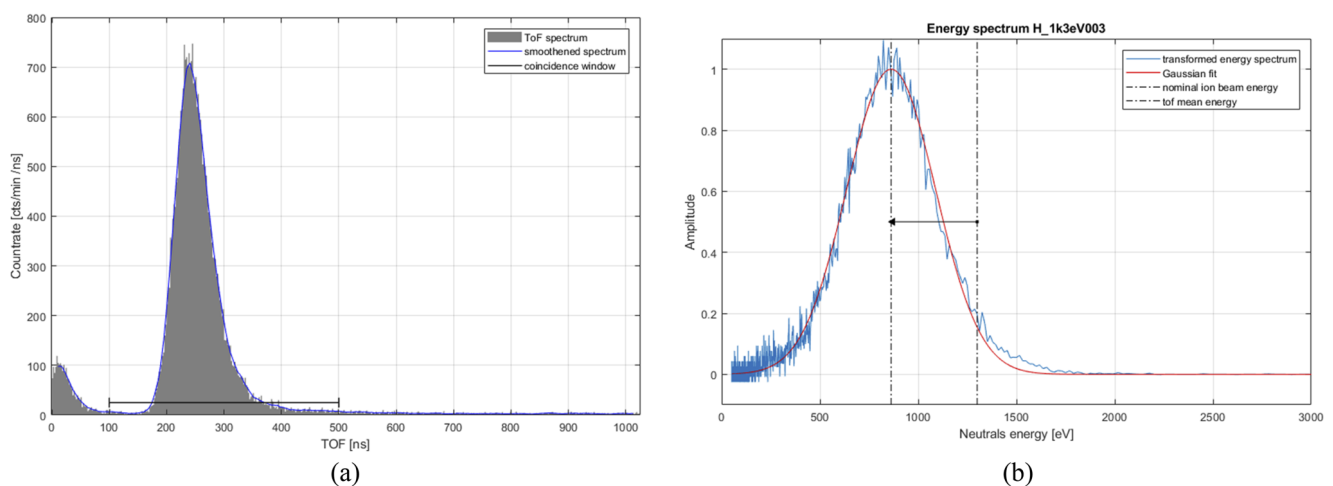 800
700
600
500
400
300
200
100
0
Countrate [cts/min /ns]
ToF spectrum
smoothened spectrum
coincidence window
0 100 200 300 400 500 600 700 800 900 1000
TOF [ns]
(a)
Energy spectrum H_1k3eV003
1
0.8
0.6
0.4
0.2
0
Amplitude
transformed energy spectrum
Gaussian fit
nominal ion beam energy
tof mean energy
0 500 1000 1500 2000 2500 3000
Neutrals energy [eV]
(b)